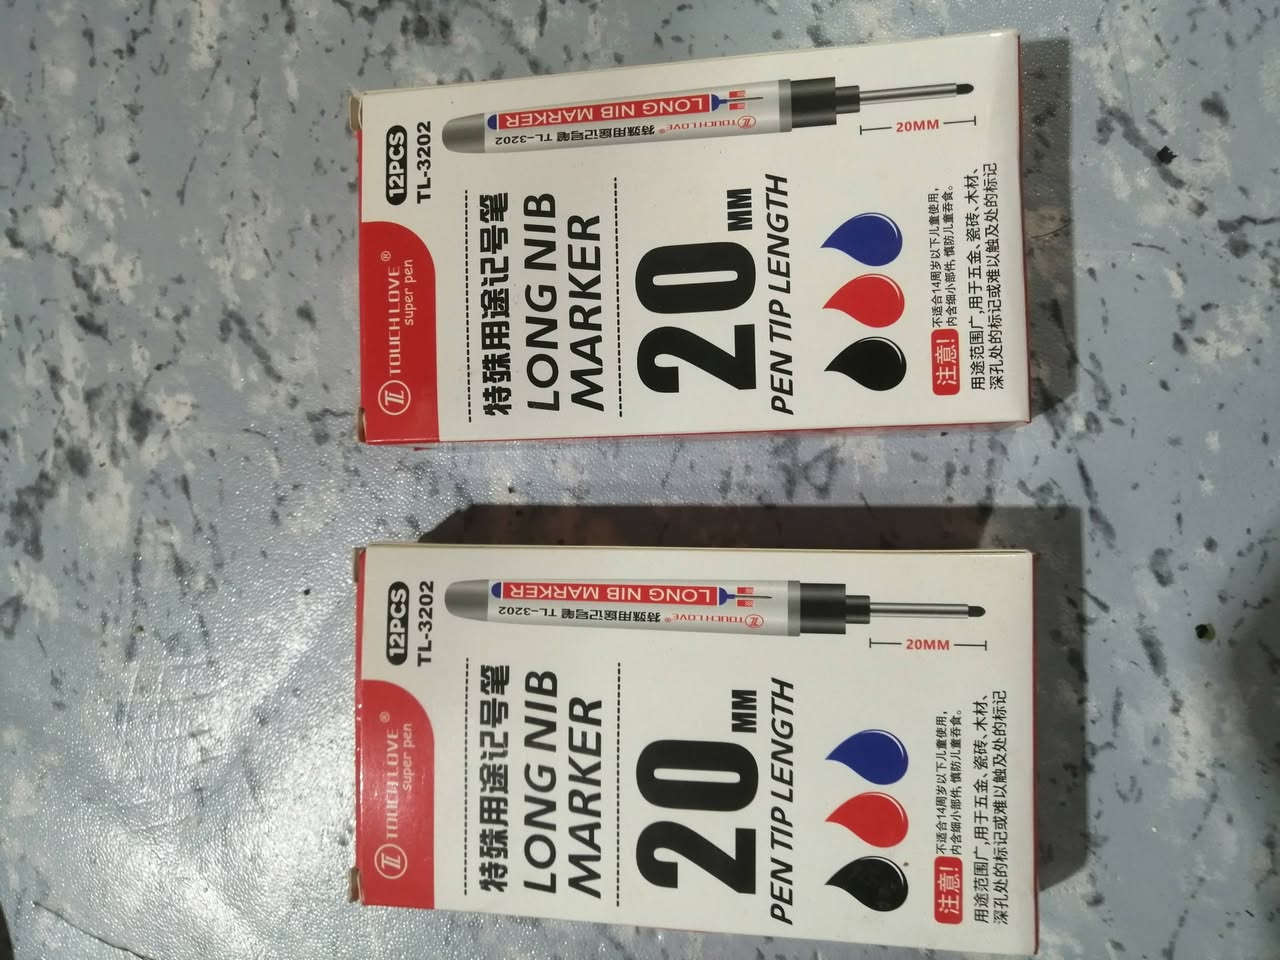 TL TOUCH LOVE®
super pen
12PCS
TL-3202
特殊用途记号笔
LONG NIB
MARKER
LONG NIB MARKER
TL TOUCH LOVE® 特殊用途记号笔 TL-3202
20MM
20MM
PEN TIP LENGTH
注意!
不适合14周岁以下儿童使用,
内含细小部件, 慎防儿童吞食。
用途范围广,用于五金、瓷砖、木材、
深孔处的标记或难以触及处的标记
TL TOUCH LOVE®
super pen
12PCS
TL-3202
特殊用途记号笔
LONG NIB
MARKER
LONG NIB MARKER
TL TOUCH LOVE® 特殊用途记号笔 TL-3202
20MM
20MM
PEN TIP LENGTH
注意!
不适合14周岁以下儿童使用,
内含细小部件, 慎防儿童吞食。
用途范围广,用于五金、瓷砖、木材、
深孔处的标记或难以触及处的标记